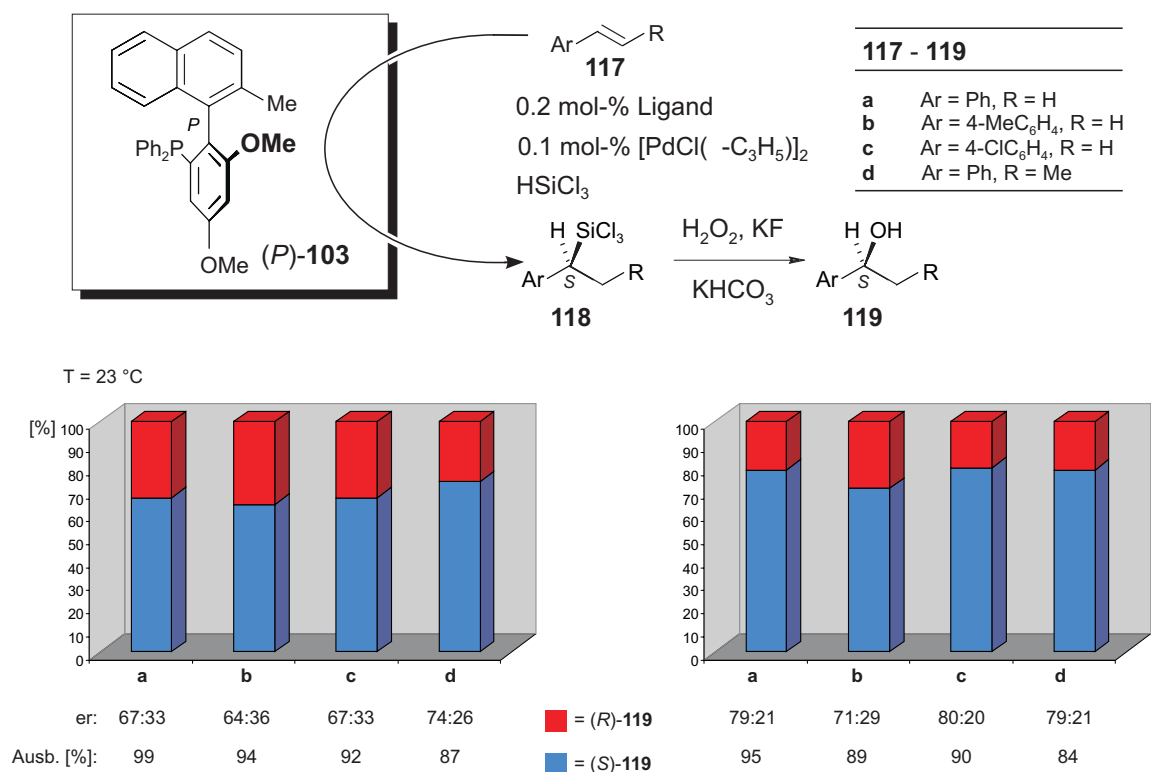 Me
P
Ph2P
OMe
OMe
(P)-103
Ar
R
117
0.2 mol-% Ligand
0.1 mol-% [PdCl( -C3H5)]2
HSiCl3
H
SiCl3
Ar
S
R
118
H2O2, KF
KHCO3
H
OH
Ar
S
R
119
117 - 119
a Ar = Ph, R = H
b Ar = 4-MeC6H4, R = H
c Ar = 4-ClC6H4, R = H
d Ar = Ph, R = Me
T = 23 °C
[%]
100
90
80
70
60
50
40
30
20
10
0
a b c d
er: 67:33 64:36 67:33 74:26
Ausb. [%]: 99 94 92 87
= (R)-119
= (S)-119
100
90
80
70
60
50
40
30
20
10
0
a b c d
79:21 71:29 80:20 79:21
95 89 90 84